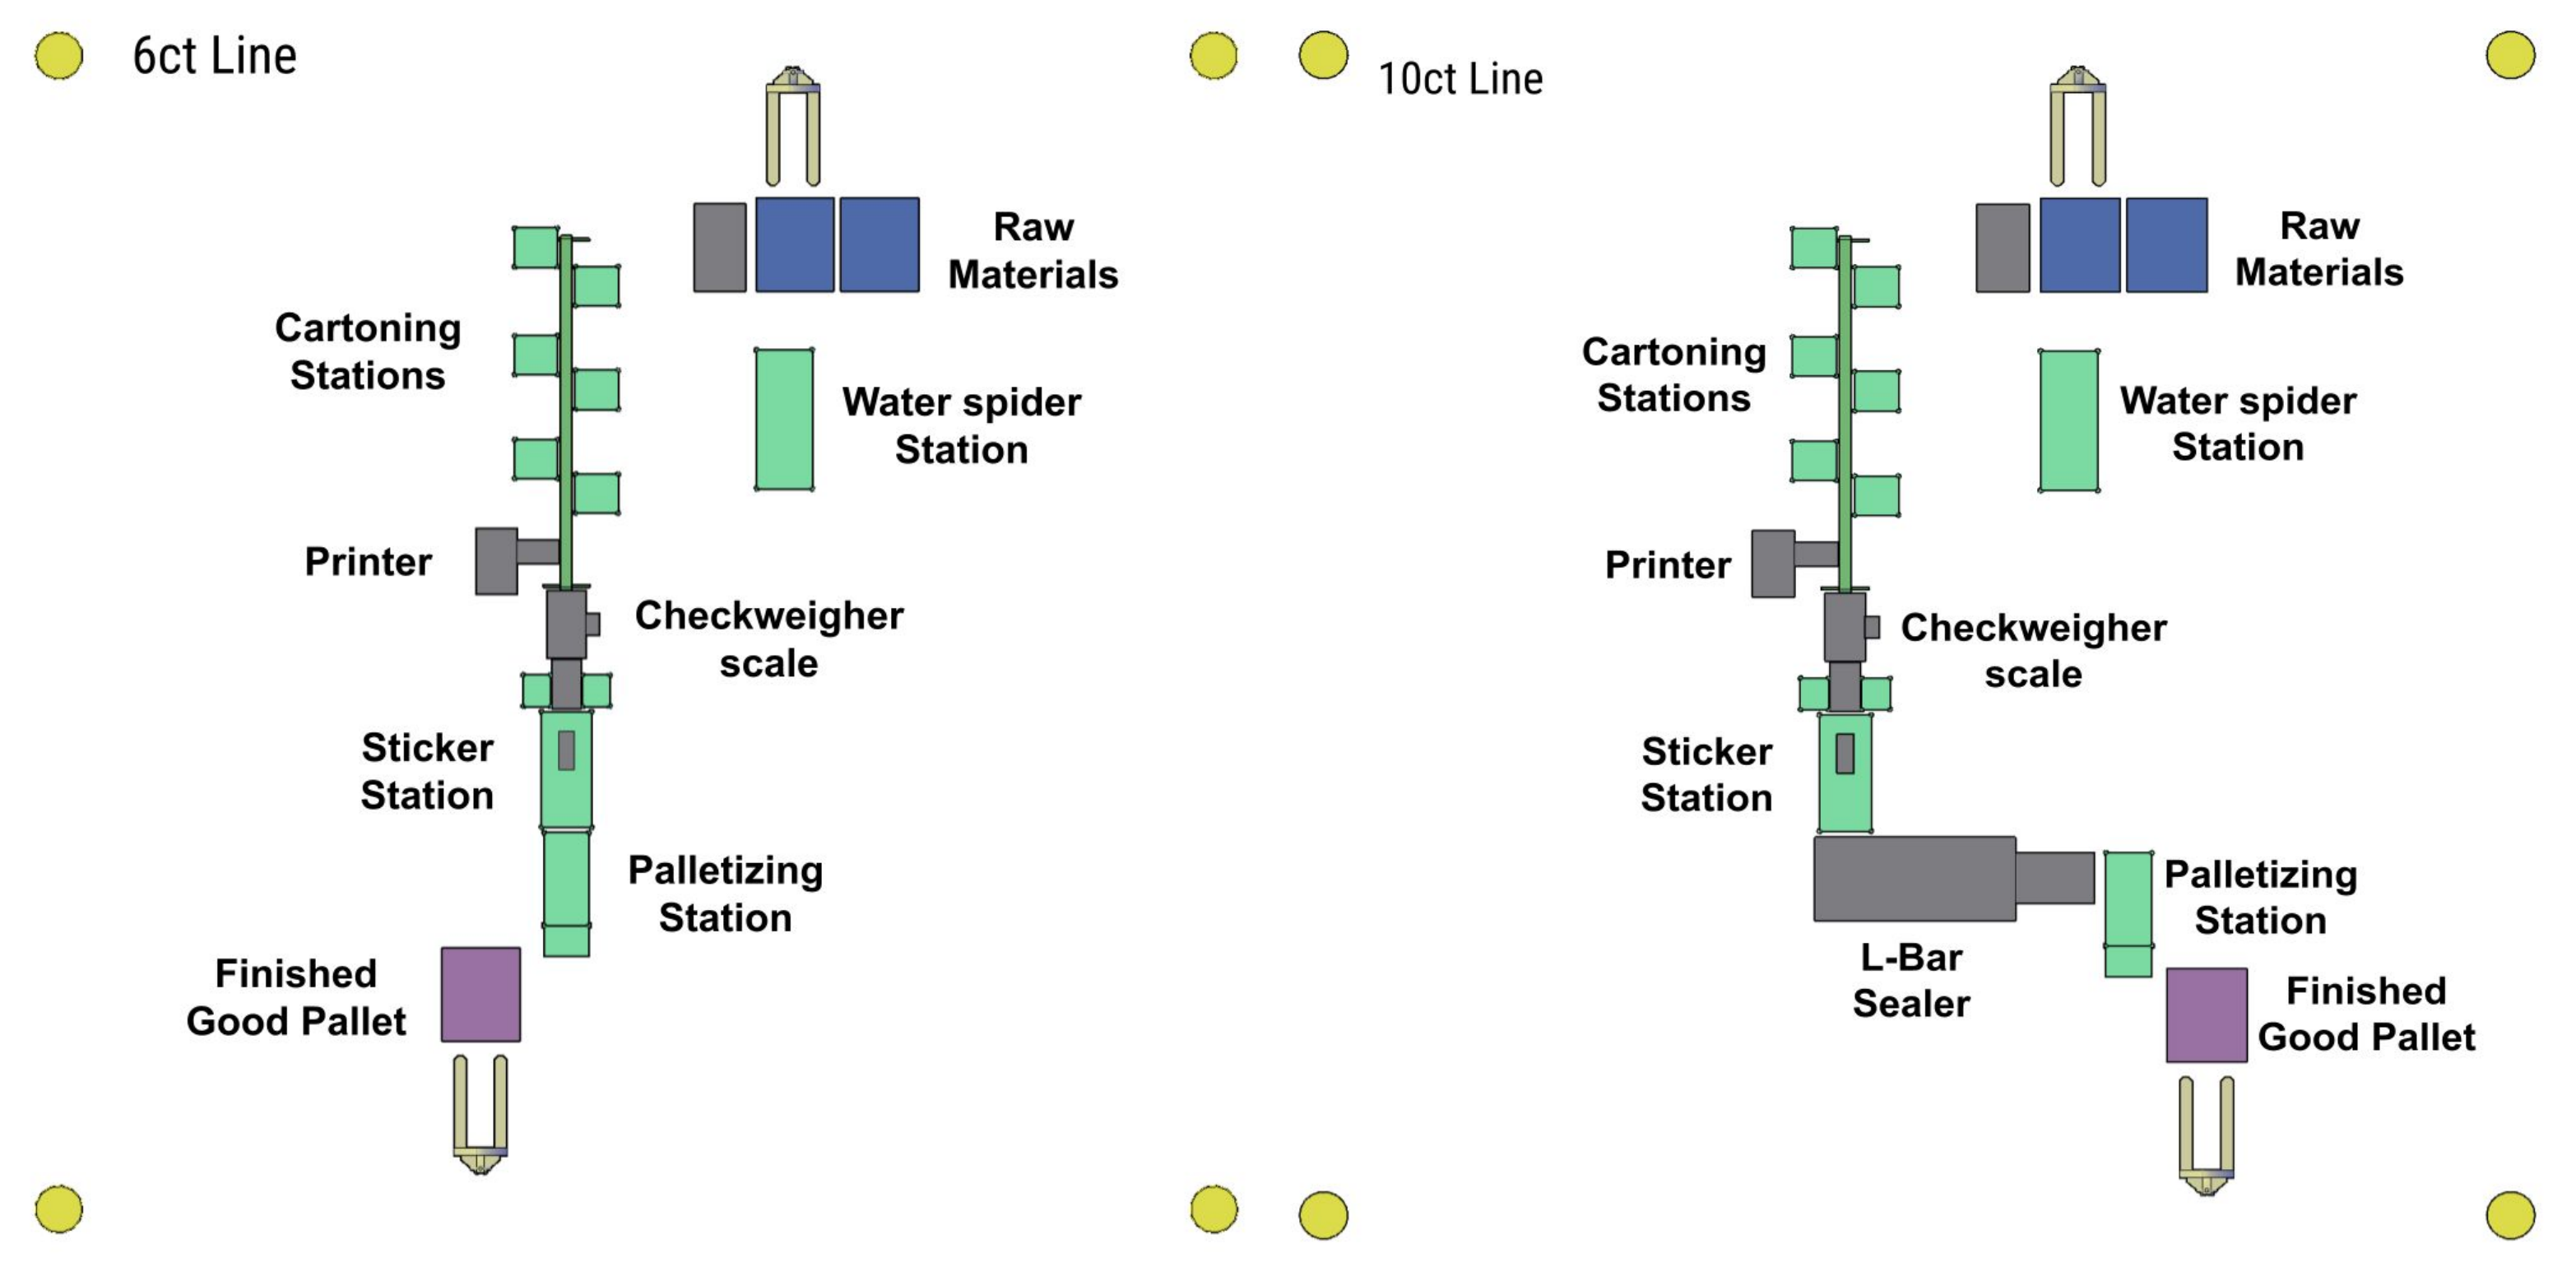 6ct Line
Raw
Materials
Cartoning
Stations
Water spider
Station
Printer
Checkweigher
scale
Sticker
Station
Palletizing
Station
Finished
Good Pallet
10ct Line
Raw
Materials
Cartoning
Stations
Water spider
Station
Printer
Checkweigher
scale
Sticker
Station
Palletizing
Station
L-Bar
Sealer
Finished
Good Pallet